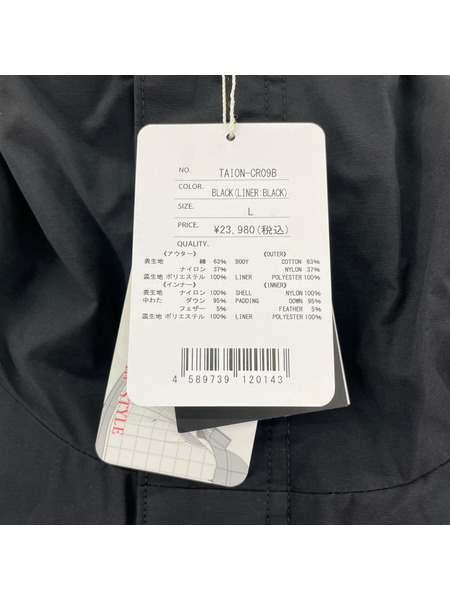 NO. TAION-CR09B
COLOR. BLACK(LINER:BLACK)
SIZE. L
PRICE. ¥23,980(税込)
QUALITY.
《アウター》 《OUTER》
表生地 綿 63% BODY COTTON 63%
ナイロン 37% NYLON 37%
裏生地 ポリエステル 100% LINER POLYESTER 100%
《インナー》 《INNER》
表生地 ナイロン 100% SHELL NYLON 100%
中わた ダウン 95% PADDING DOWN 95%
フェザー 5% FEATHER 5%
裏生地 ポリエステル 100% LINER POLYESTER 100%
4 589739 120143
STYLE